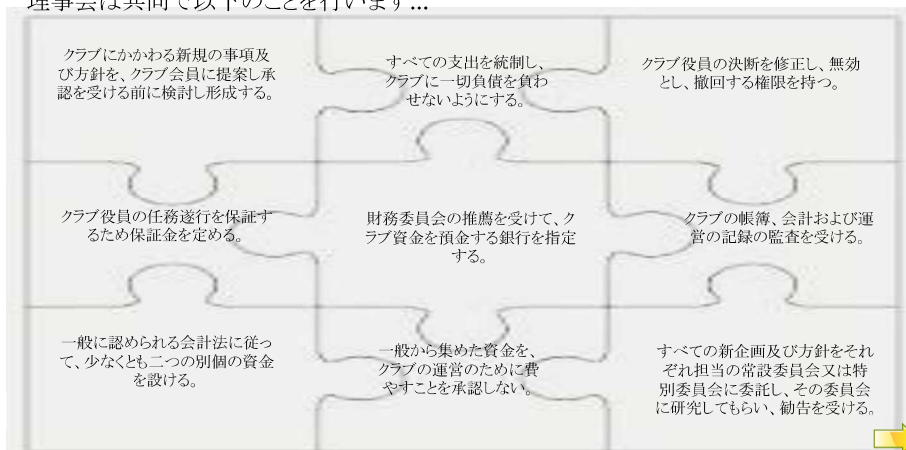 理事会は共同で以下のことを行います...
クラブにかかわる新規の事項及
び方針を、クラブ会員に提案し承
認を受ける前に検討し形成する。
すべての支出を統制し、
クラブに一切負債を負わ
せないようにする。
クラブ役員の決断を修正し、無効
とし、撤回する権限を持つ。
クラブ役員の任務遂行を保証す
るため保証金を定める。
財務委員会の推薦を受けて、ク
ラブ資金を預金する銀行を指定
する。
クラブの帳簿、会計および運
営の記録の監査を受ける。
一般に認められる会計法に従っ
て、少なくとも二つの別個の資金
を設ける。
一般から集めた資金を、
クラブの運営のために費
やすことを承認しない。
すべての新企画及び方針をそれ
ぞれ担当の常設委員会又は特
別委員会に委託し、その委員会
に研究してもらい、勧告を受ける。